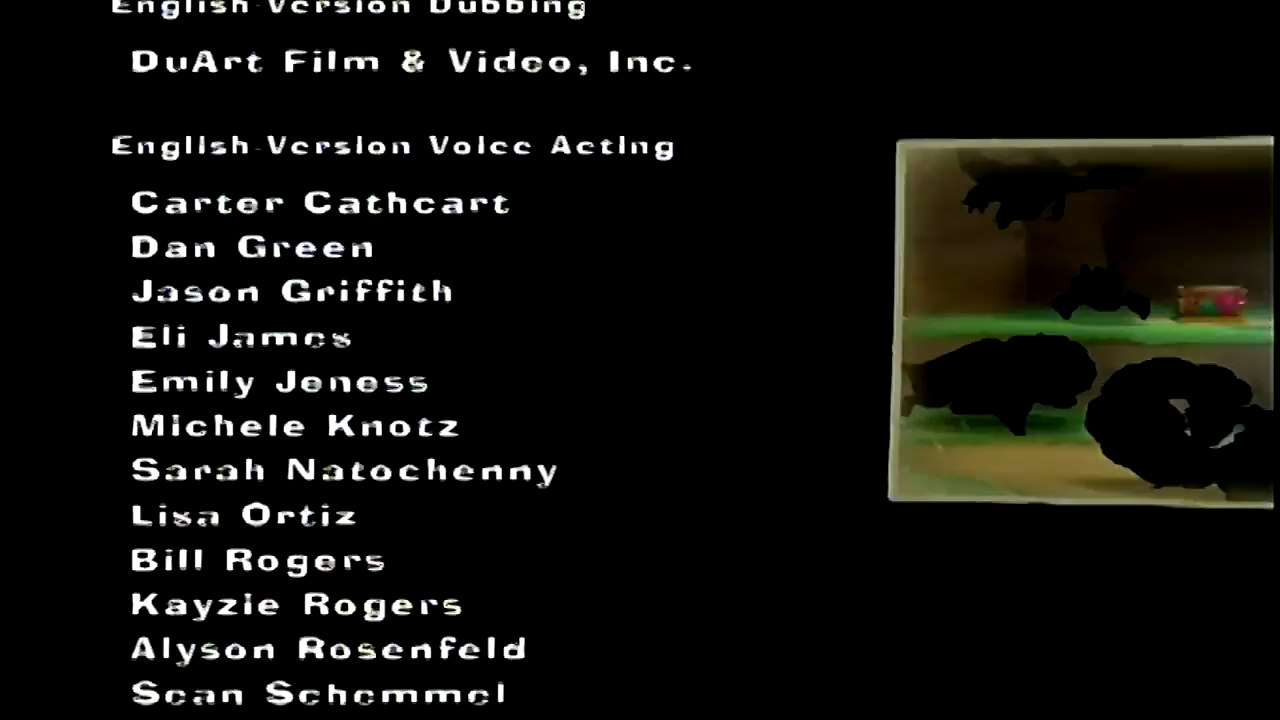 English Version Dubbing
DuArt Film & Video, Inc.
English Version Voice Acting
Carter Cathcart
Dan Green
Jason Griffith
Eli James
Emily Jeness
Michele Knotz
Sarah Natochenny
Lisa Ortiz
Bill Rogers
Kayzie Rogers
Alyson Rosenfeld
Sean Schemmel